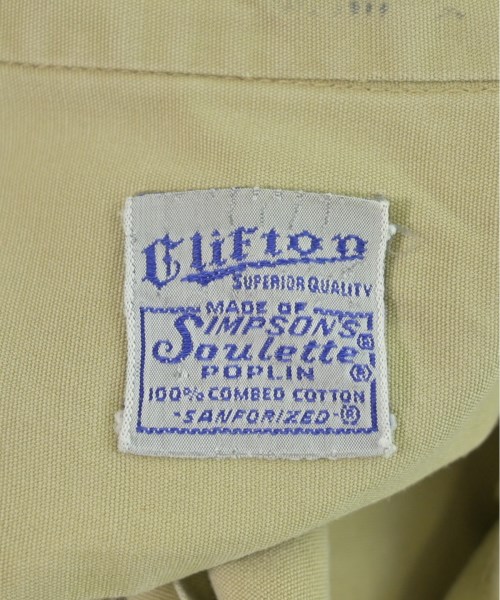 Clifton
SUPERIOR QUALITY
MADE OF
SIMPSON'S®
Soulette®
POPLIN
100% COMBED COTTON
-SANFORIZED-®